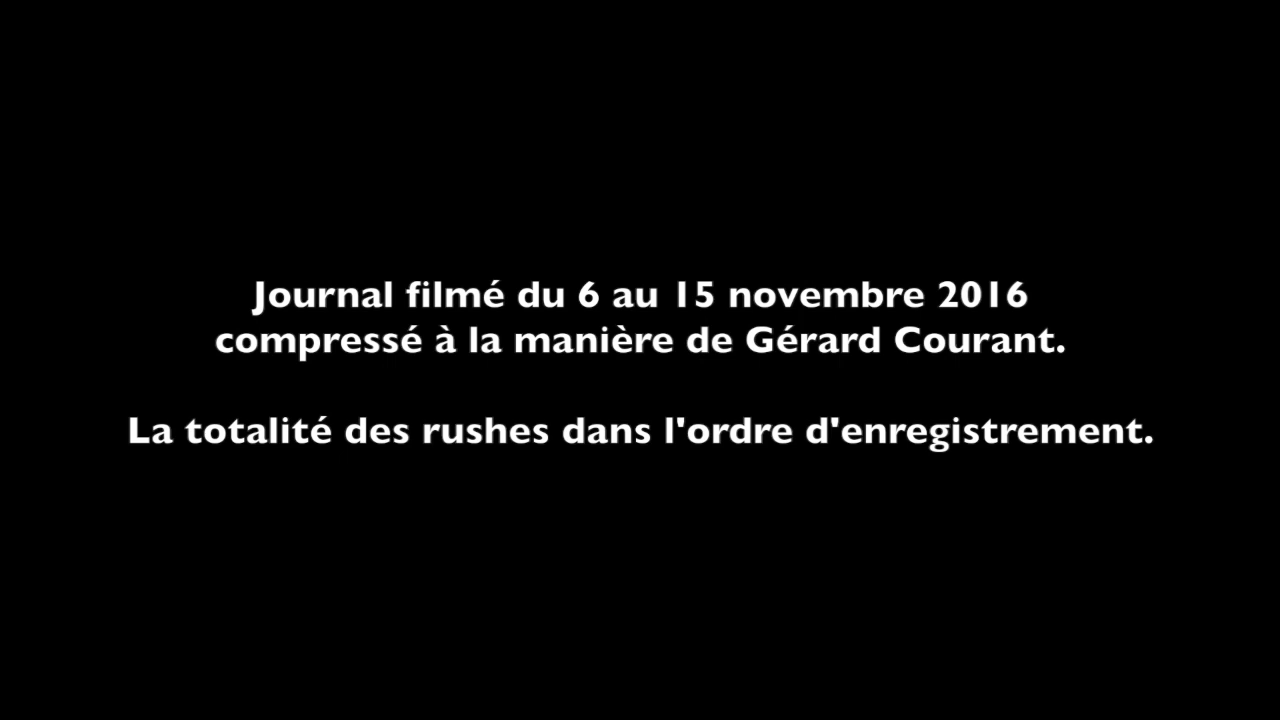 Journal filmé du 6 au 15 novembre 2016
compressé à la manière de Gérard Courant.
La totalité des rushes dans l'ordre d'enregistrement.